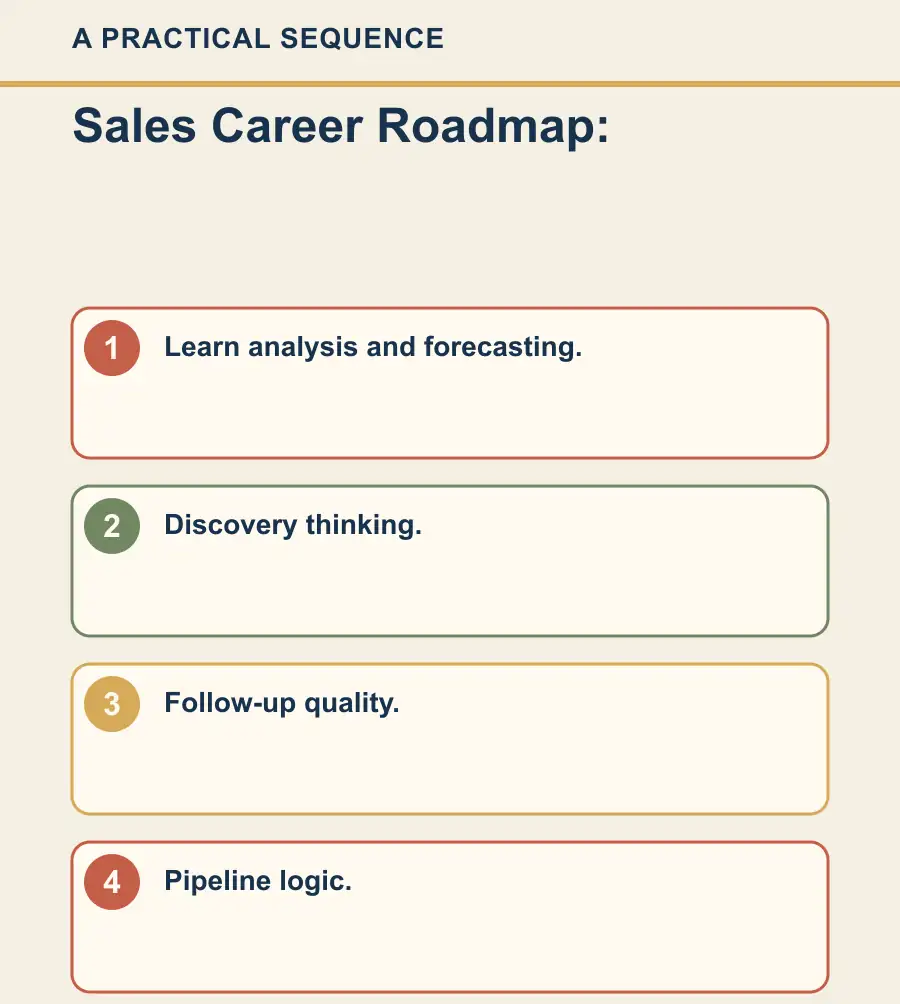 A PRACTICAL SEQUENCE
Sales Career Roadmap:
1 Learn analysis and forecasting.
2 Discovery thinking.
3 Follow-up quality.
4 Pipeline logic.